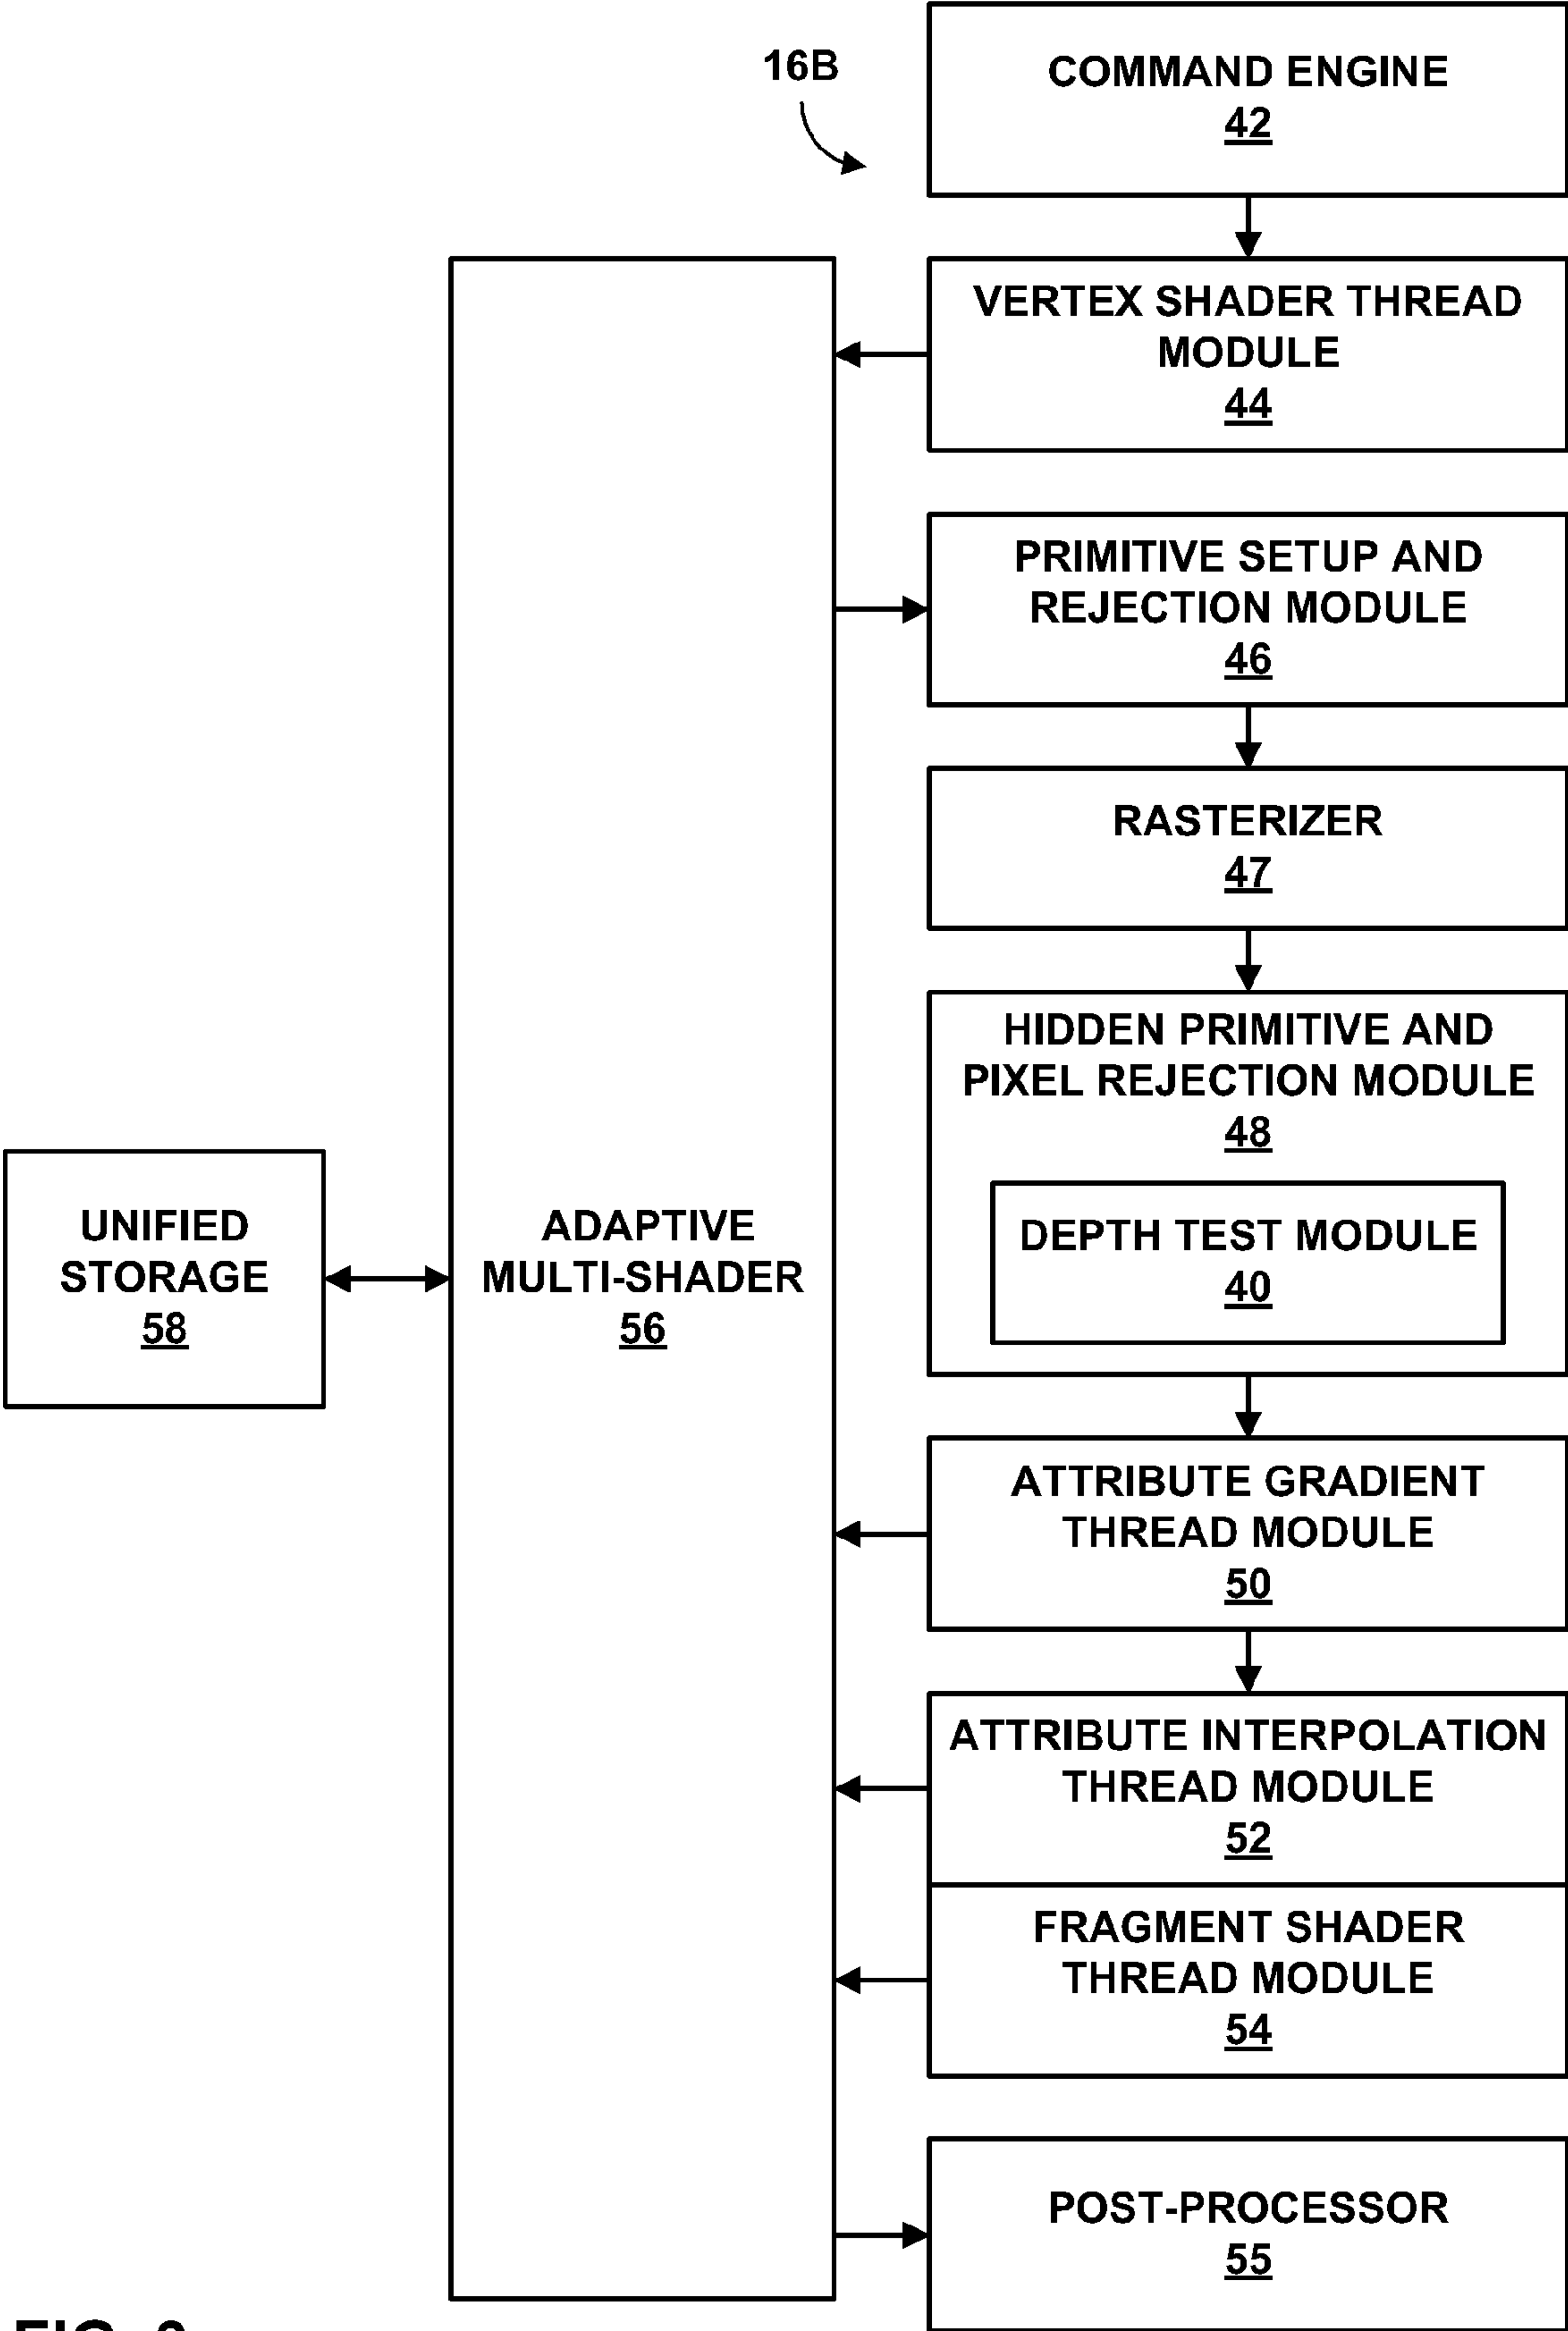 16B
COMMAND ENGINE
42
VERTEX SHADER THREAD
MODULE
44
PRIMITIVE SETUP AND
REJECTION MODULE
46
RASTERIZER
47
HIDDEN PRIMITIVE AND
PIXEL REJECTION MODULE
48
DEPTH TEST MODULE
40
UNIFIED
STORAGE
58
ADAPTIVE
MULTI-SHADER
56
ATTRIBUTE GRADIENT
THREAD MODULE
50
ATTRIBUTE INTERPOLATION
THREAD MODULE
52
FRAGMENT SHADER
THREAD MODULE
54
POST-PROCESSOR
55
FIG.